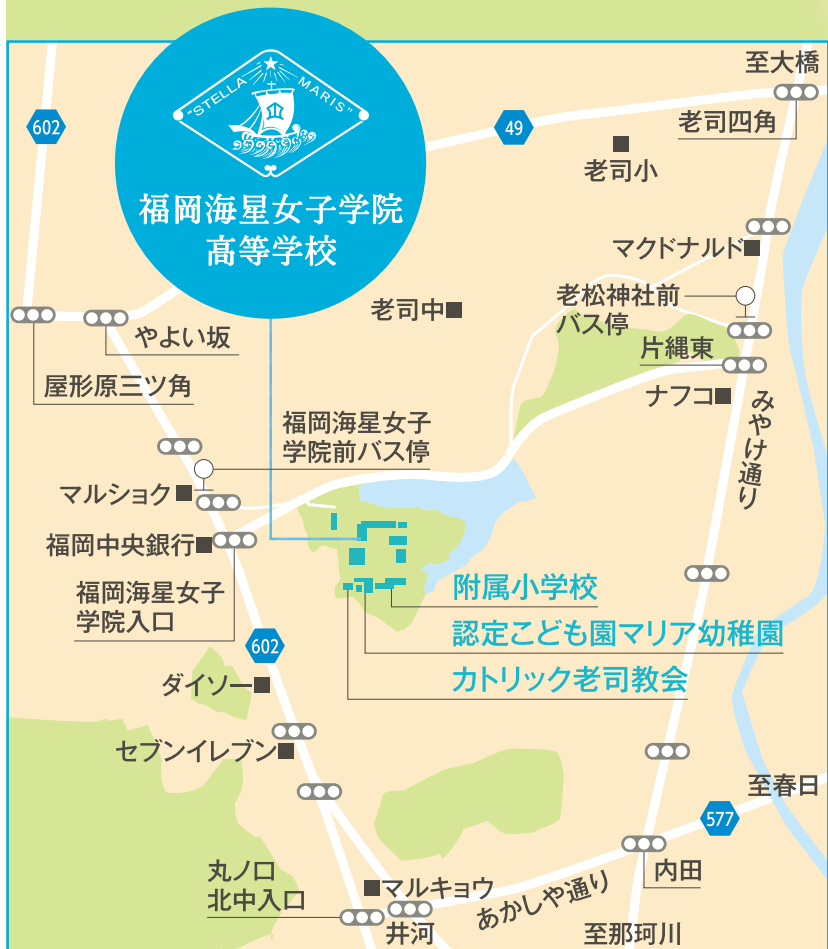 "STELLA MARIS"
福岡海星女子学院
高等学校
至大橋
老司四角
602
49
老司小
マクドナルド
老松神社前
バス停
老司中
やよい坂
片縄東
屋形原三ツ角
ナフコ
みやけ通り
福岡海星女子
学院前バス停
マルショク
福岡中央銀行
福岡海星女子
学院入口
附属小学校
認定こども園マリア幼稚園
カトリック老司教会
602
ダイソー
セブンイレブン
至春日
577
丸ノ口
北中入口
マルキョウ
あかしや通り
内田
井河
至那珂川